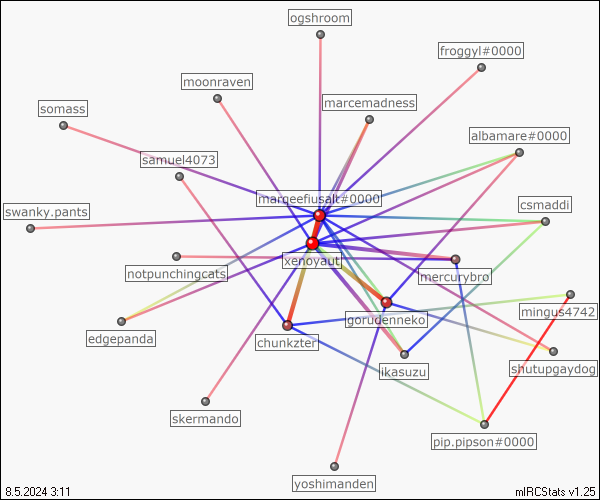 ogshroom
froggyl#0000
moonraven
marcemadness
somass
albamare#0000
samuel4073
marqeefiusalt#0000
csmaddi
swanky.pants
xenoyaut
notpunchingcats
mercurybro
mingus4742
gorudenneko
edgepanda
chunkzter
ikasuzu
shutupgaydog
skermando
pip.pipson#0000
yoshimanden
8.5.2024 3:11
mIRCStats v1.25